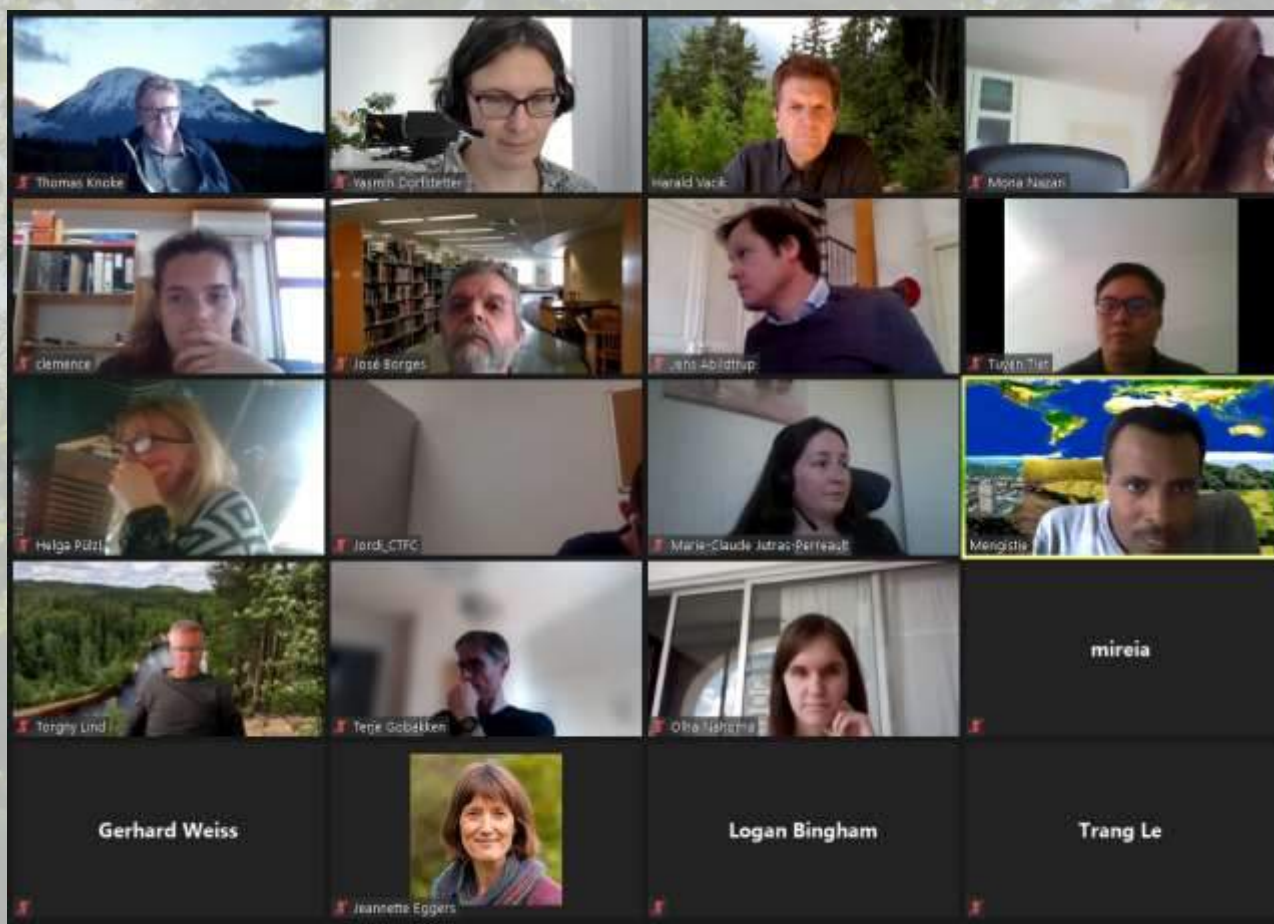 Thomas Knoke
Yasmin Dorfstetter
Harald Vacik
Mona Nazari
clemence
José Borges
Jens Abildtrup
Tuyen Tiet
Helga Pülzl
Jordi_CTFC
Marie-Claude Jutras-Perreault
Mengistie
Torgny Lind
Terje Gobakken
Olha Nahorna
mireia
Gerhard Weiss
Jeannette Eggers
Logan Bingham
Trang Le